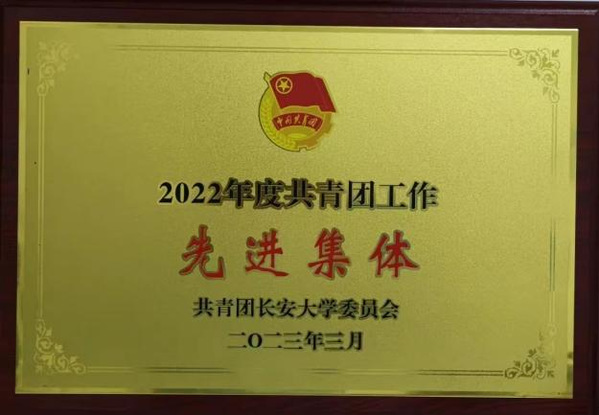 中国共青团
2022年度共青团工作
先进集体
共青团长安大学委员会
二〇二三年三月